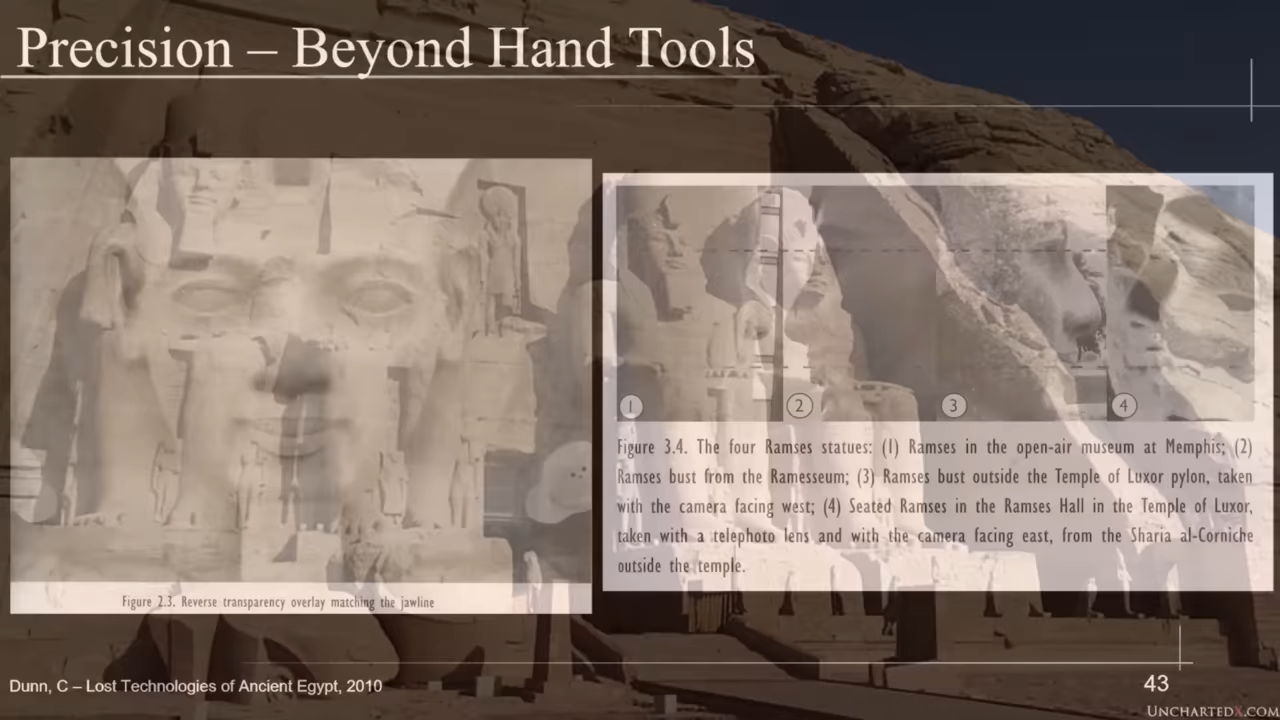 Precision – Beyond Hand Tools
1
2
3
4
Figure 3.4. The four Ramses statues: (1) Ramses in the open-air museum at Memphis; (2)
Ramses bust from the Ramesseum; (3) Ramses bust outside the Temple of Luxor pylon, taken
with the camera facing west; (4) Seated Ramses in the Ramses Hall in the Temple of Luxor,
taken with a telephoto lens and with the camera facing east, from the Sharia al-Corniche
outside the temple.
Figure 2.3. Reverse transparency overlay matching the jawline
Dunn, C – Lost Technologies of Ancient Egypt, 2010
43
UNCHARTEDX.COM